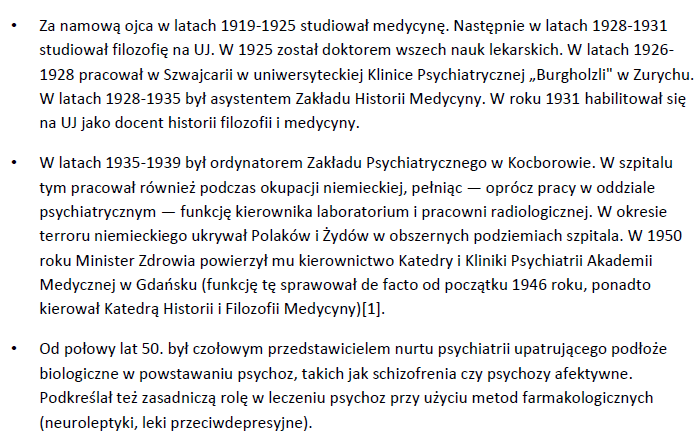 • Za namową ojca w latach 1919-1925 studiował medycynę. Następnie w latach 1928-1931
studiował filozofię na UJ. W 1925 został doktorem wszech nauk lekarskich. W latach 1926-
1928 pracował w Szwajcarii w uniwersyteckiej Klinice Psychiatrycznej „Burgholzli" w Zurychu.
W latach 1928-1935 był asystentem Zakładu Historii Medycyny. W roku 1931 habilitował się
na UJ jako docent historii filozofii i medycyny.
• W latach 1935-1939 był ordynatorem Zakładu Psychiatrycznego w Kocborowie. W szpitalu
tym pracował również podczas okupacji niemieckiej, pełniąc — oprócz pracy w oddziale
psychiatrycznym — funkcję kierownika laboratorium i pracowni radiologicznej. W okresie
terroru niemieckiego ukrywał Polaków i Żydów w obszernych podziemiach szpitala. W 1950
roku Minister Zdrowia powierzył mu kierownictwo Katedry i Kliniki Psychiatrii Akademii
Medycznej w Gdańsku (funkcję tę sprawował de facto od początku 1946 roku, ponadto
kierował Katedrą Historii i Filozofii Medycyny)[1].
• Od połowy lat 50. był czołowym przedstawicielem nurtu psychiatrii upatrującego podłoże
biologiczne w powstawaniu psychoz, takich jak schizofrenia czy psychozy afektywne.
Podkreślał też zasadniczą rolę w leczeniu psychoz przy użyciu metod farmakologicznych
(neuroleptyki, leki przeciwdepresyjne).